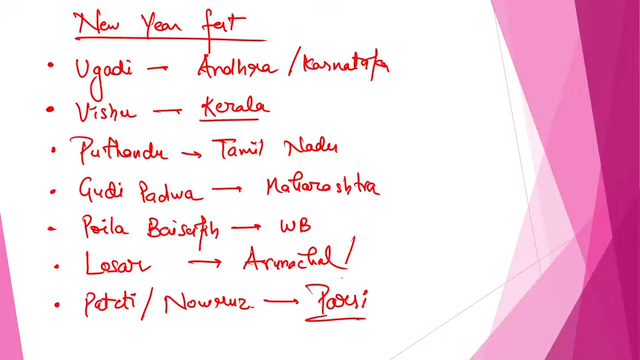 New Year fest
• Ugadi — Andhra / Karnataka
• Vishu — Kerala
• Puthandu → Tamil Nadu
• Gudi Padwa → Maharashtra
• Poila Baisakh → WB
• Losar → Arunachal /
• Pateti / Nowruz → Parsi